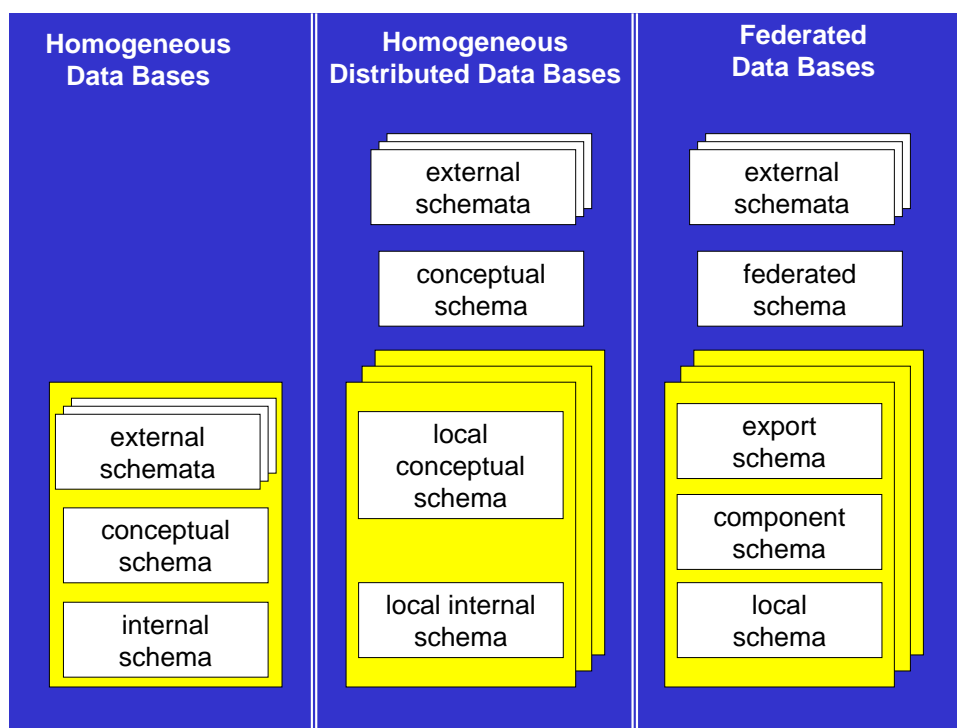 Homogeneous
Data Bases
external
schemata
conceptual
schema
internal
schema
Homogeneous
Distributed Data Bases
external
schemata
conceptual
schema
local
conceptual
schema
local internal
schema
Federated
Data Bases
external
schemata
federated
schema
export
schema
component
schema
local
schema